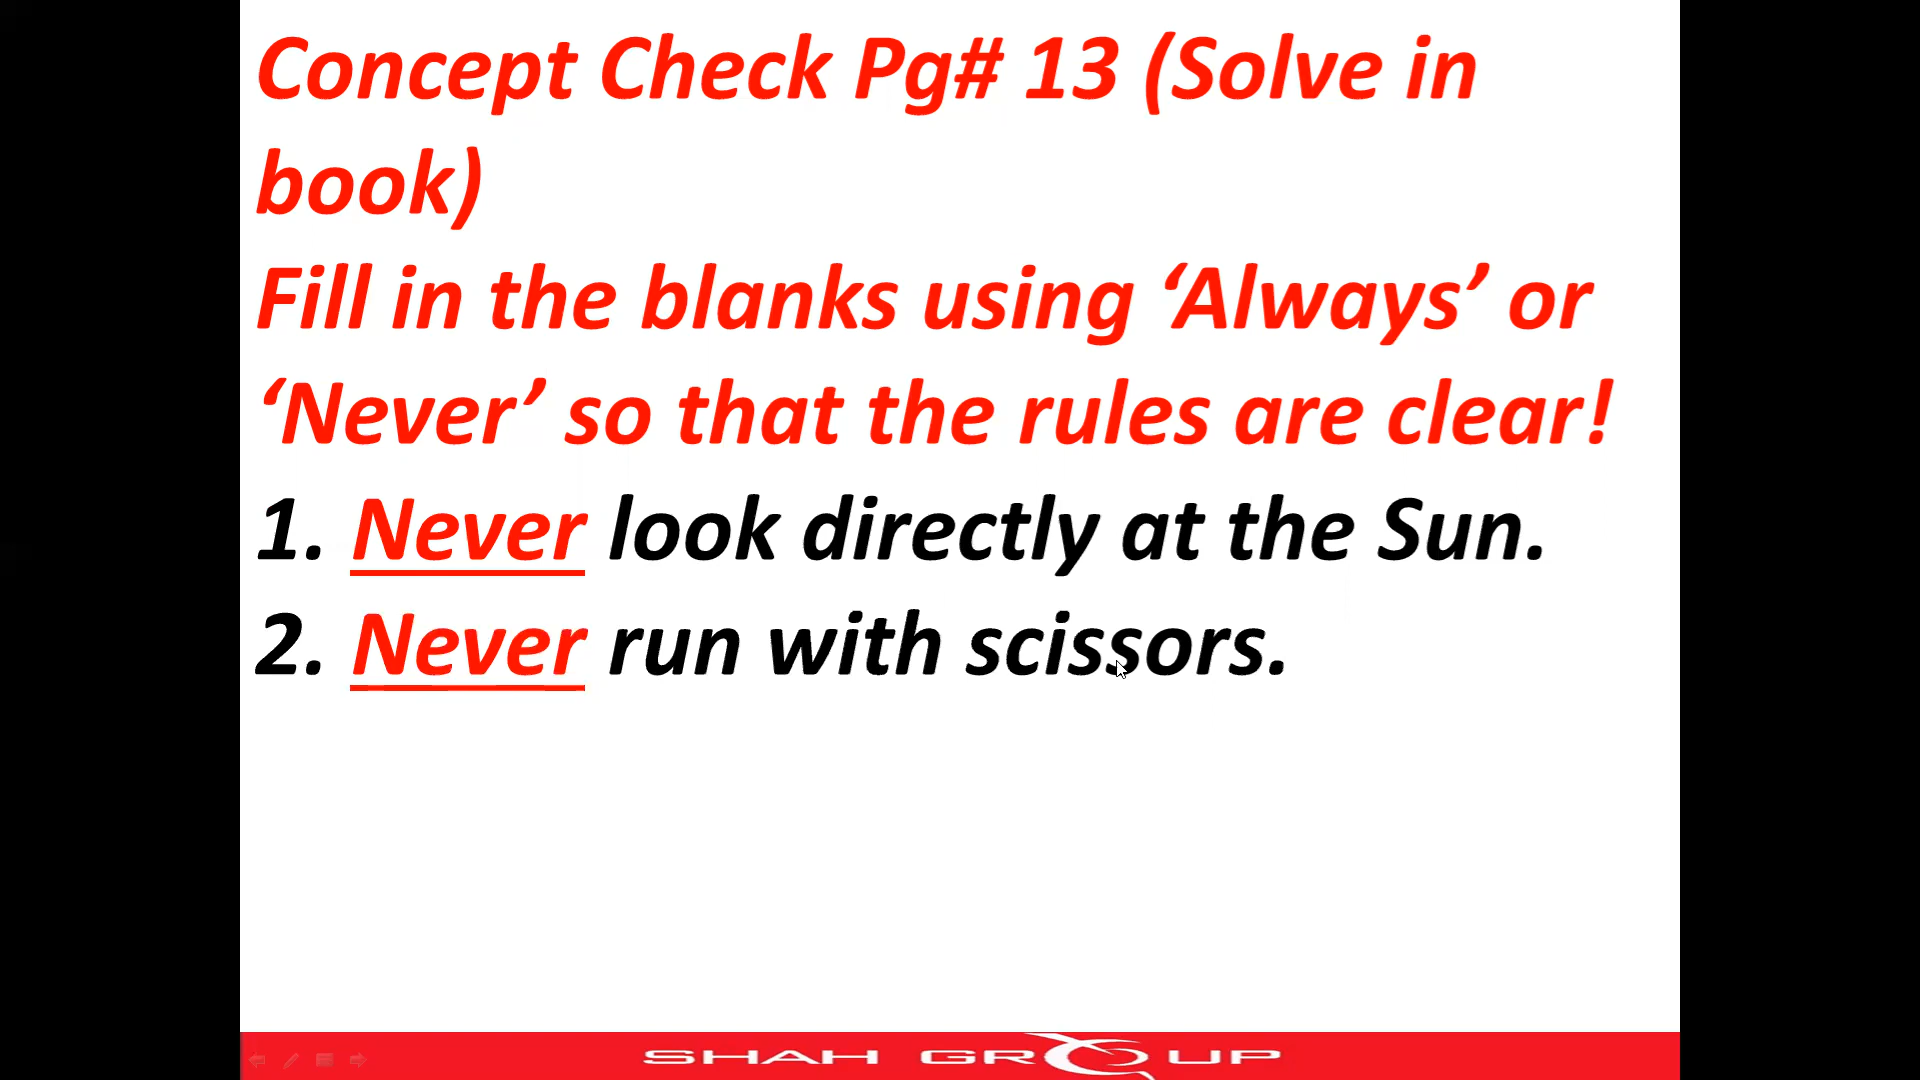 Concept Check Pg# 13 (Solve in
book)
Fill in the blanks using ‘Always’ or
‘Never’ so that the rules are clear!
1. Never look directly at the Sun.
2. Never run with scissors.
SHAH GROUP